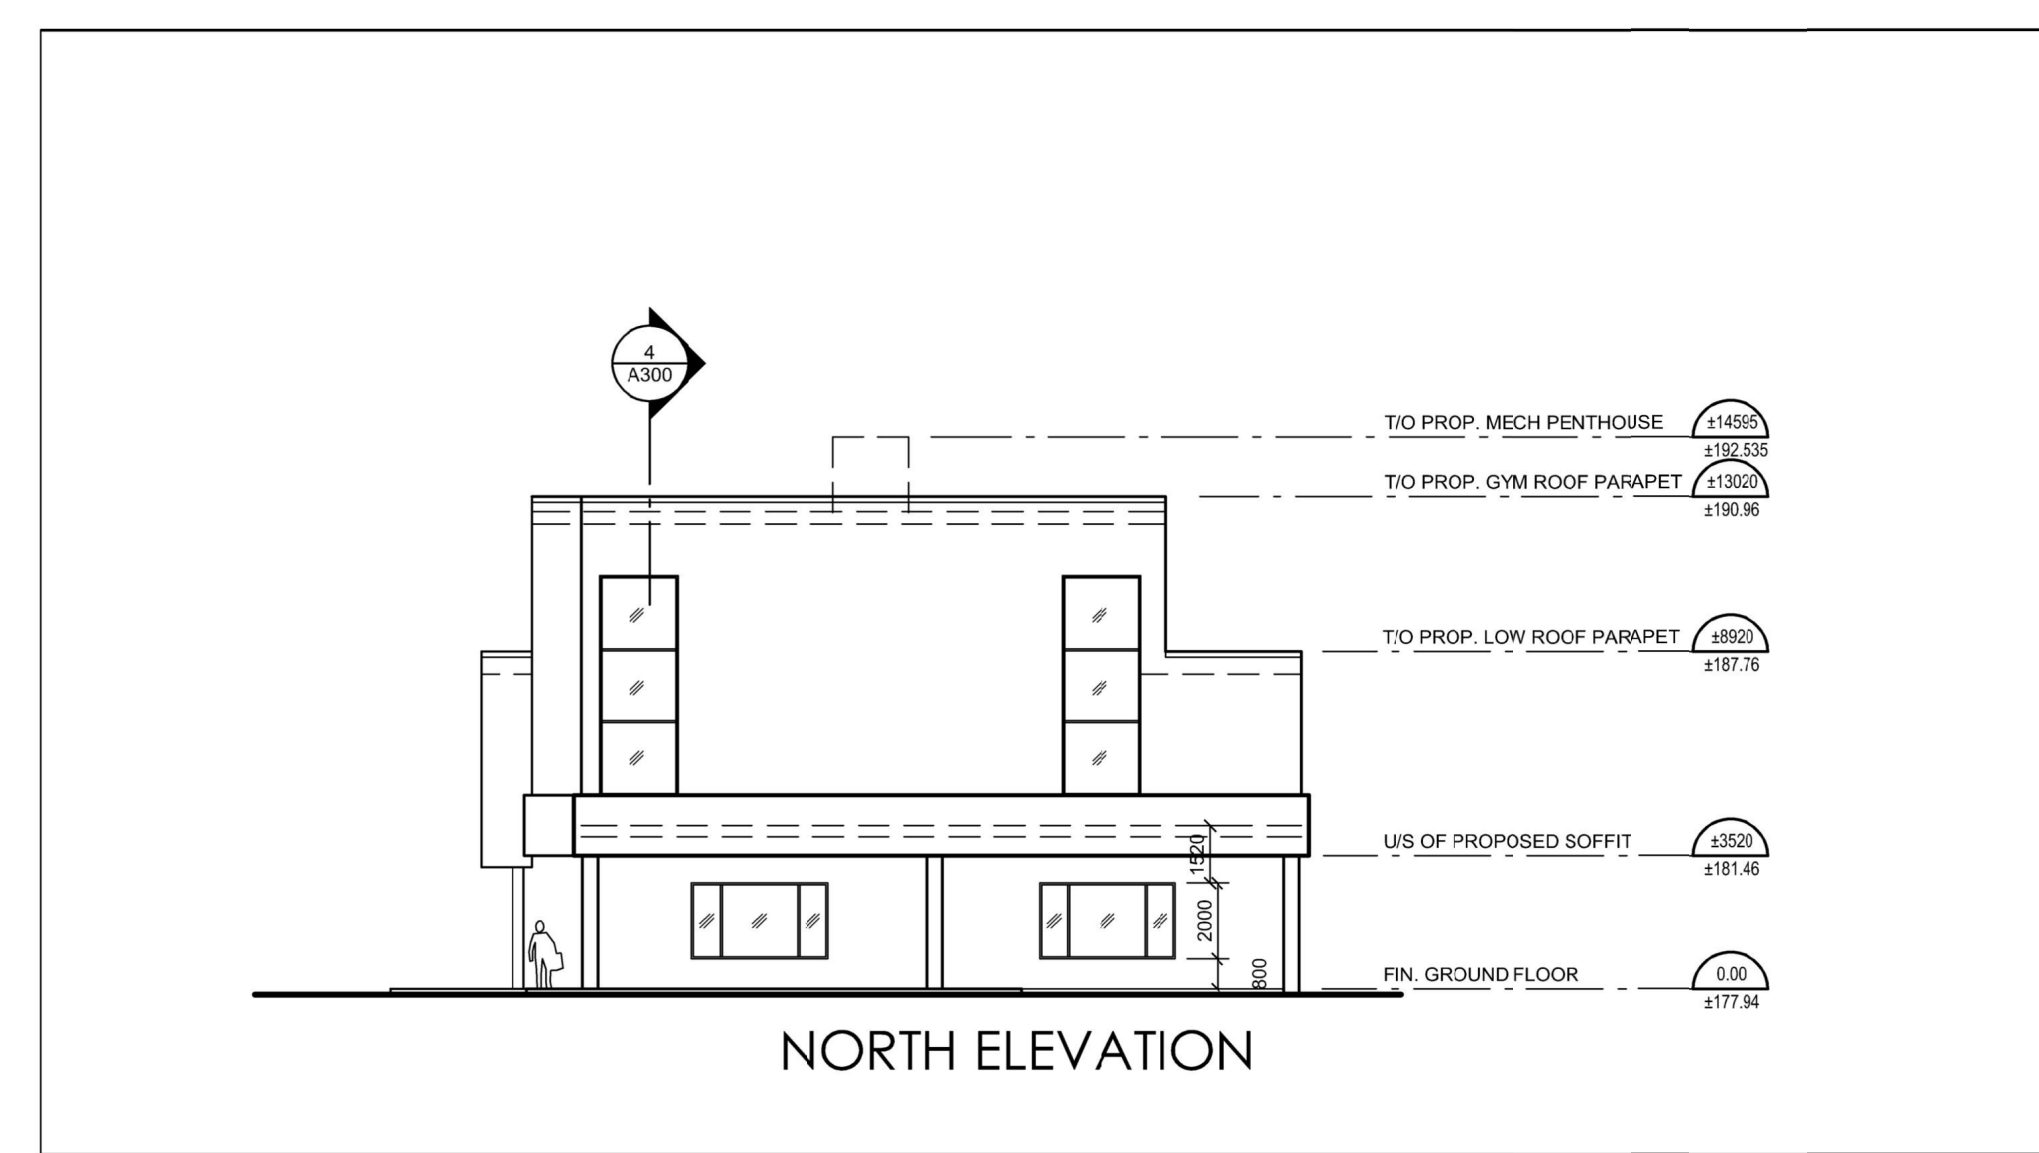 4
A300
T/O PROP. MECH PENTHOUSE ±14595
±192.535
T/O PROP. GYM ROOF PARAPET ±13020
±190.96
T/O PROP. LOW ROOF PARAPET ±8920
±187.76
1520
U/S OF PROPOSED SOFFIT ±3520
±181.46
2000
800
FIN. GROUND FLOOR 0.00
±177.94
NORTH ELEVATION